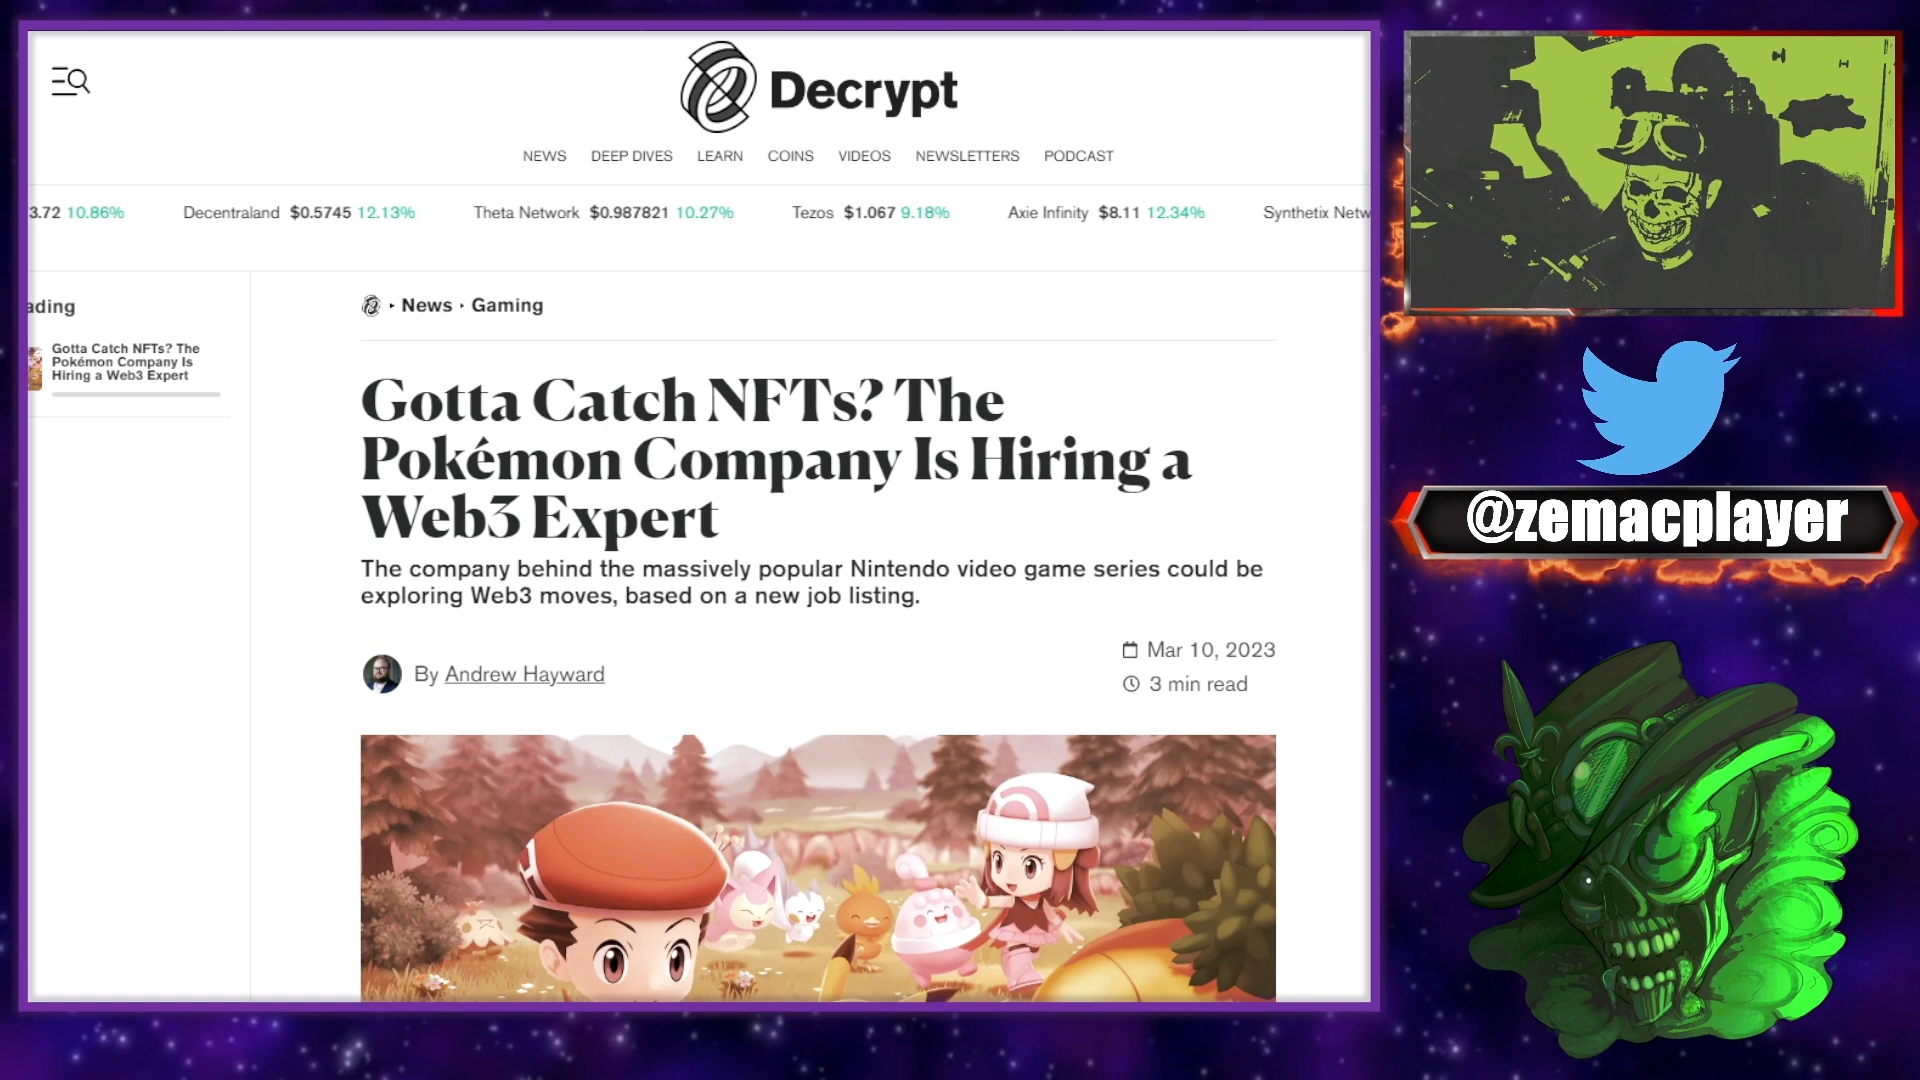 Decrypt
NEWS DEEP DIVES LEARN COINS VIDEOS NEWSLETTERS PODCAST
3.72 10.86% Decentraland $0.5745 12.13% Theta Network $0.987821 10.27% Tezos $1.067 9.18% Axie Infinity $8.11 12.34% Synthetix Netw
ading
Gotta Catch NFTs? The
Pokémon Company Is
Hiring a Web3 Expert
News Gaming
Gotta Catch NFTs? The
Pokémon Company Is Hiring a
Web3 Expert
The company behind the massively popular Nintendo video game series could be
exploring Web3 moves, based on a new job listing.
By Andrew Hayward
Mar 10, 2023
3 min read
@zemacplayer